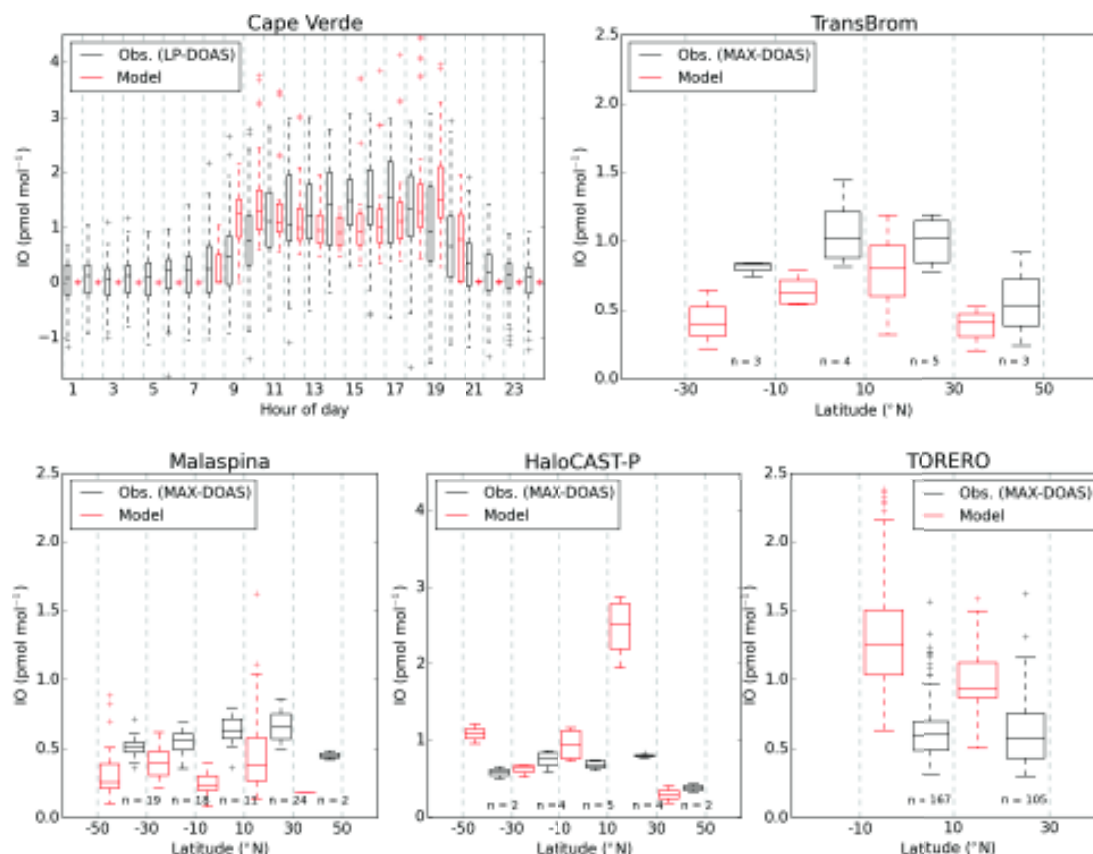 Cape Verde
Obs. (LP-DOAS)
Model
IO (pmol mol⁻¹)
4
3
2
1
0
−1
1 3 5 7 9 11 13 15 17 19 21 23
Hour of day
TransBrom
Obs. (MAX-DOAS)
Model
IO (pmol mol⁻¹)
2.5
2.0
1.5
1.0
0.5
0.0
n = 3 n = 4 n = 5 n = 3
-30 -10 10 30 50
Latitude (°N)
Malaspina
Obs. (MAX-DOAS)
Model
IO (pmol mol⁻¹)
2.5
2.0
1.5
1.0
0.5
0.0
n = 19 n = 18 n = n = 24 n = 2
-50 -30 -10 10 30 50
Latitude (°N)
HaloCAST-P
Obs. (MAX-DOAS)
Model
IO (pmol mol⁻¹)
4
3
2
1
0
n = 2 n = 4 n = 5 n = 4 n = 2
-50 -30 -10 10 30 50
Latitude (°N)
TORERO
Obs. (MAX-DOAS)
Model
IO (pmol mol⁻¹)
2.5
2.0
1.5
1.0
0.5
0.0
n = 167 n = 105
-10 10 30
Latitude (°N)